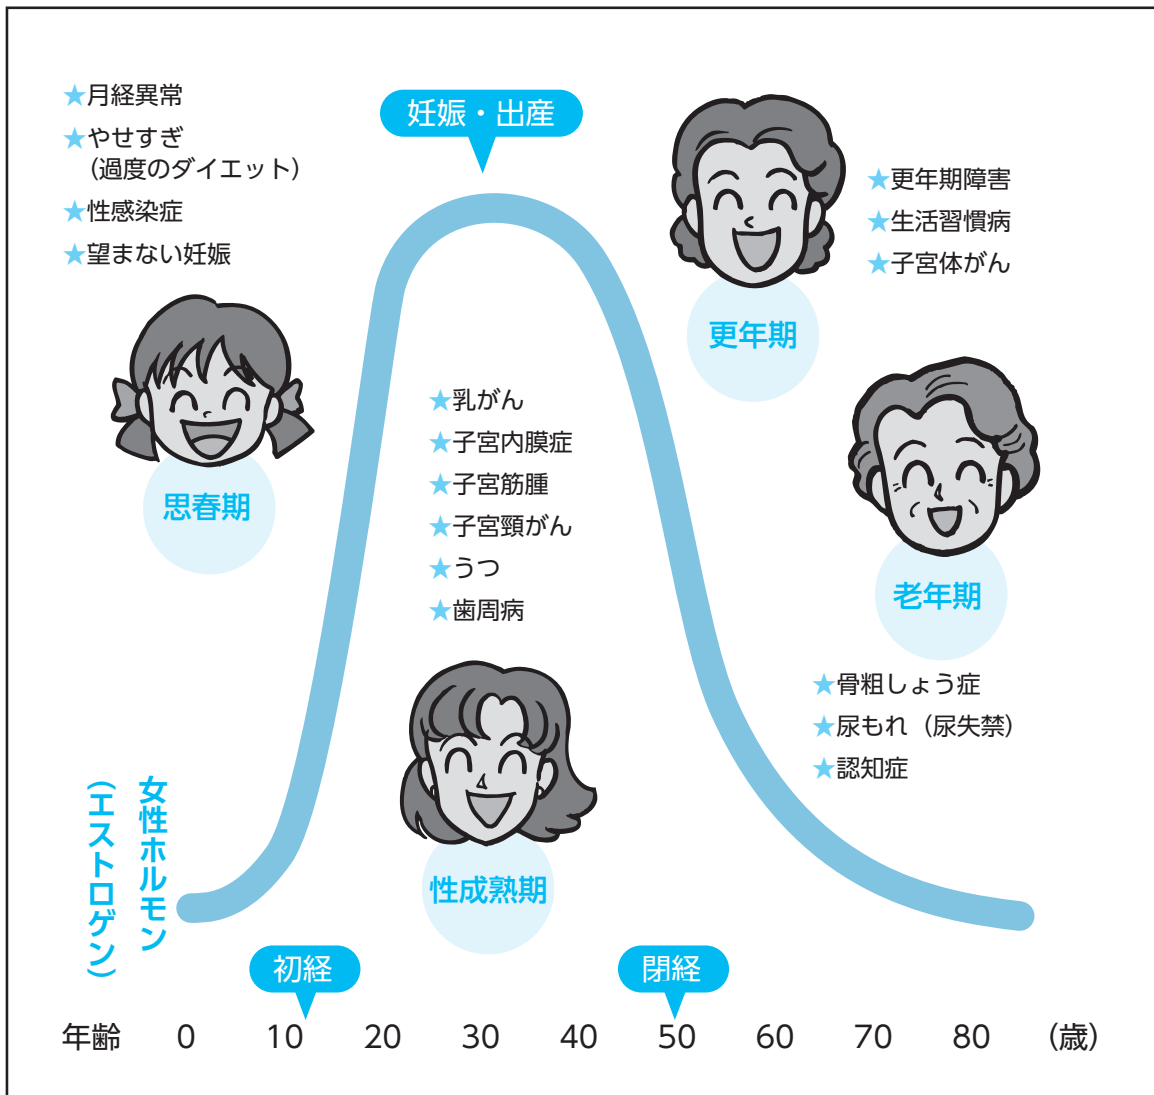 ★月経異常
★やせすぎ
(過度のダイエット)
★性感染症
★望まない妊娠
思春期
妊娠・出産
★乳がん
★子宮内膜症
★子宮筋腫
★子宮頸がん
★うつ
★歯周病
性成熟期
★更年期障害
★生活習慣病
★子宮体がん
更年期
老年期
★骨粗しょう症
★尿もれ（尿失禁）
★認知症
女性ホルモン
(エストロゲン)
初経
閉経
年齢 0 10 20 30 40 50 60 70 80 (歳)